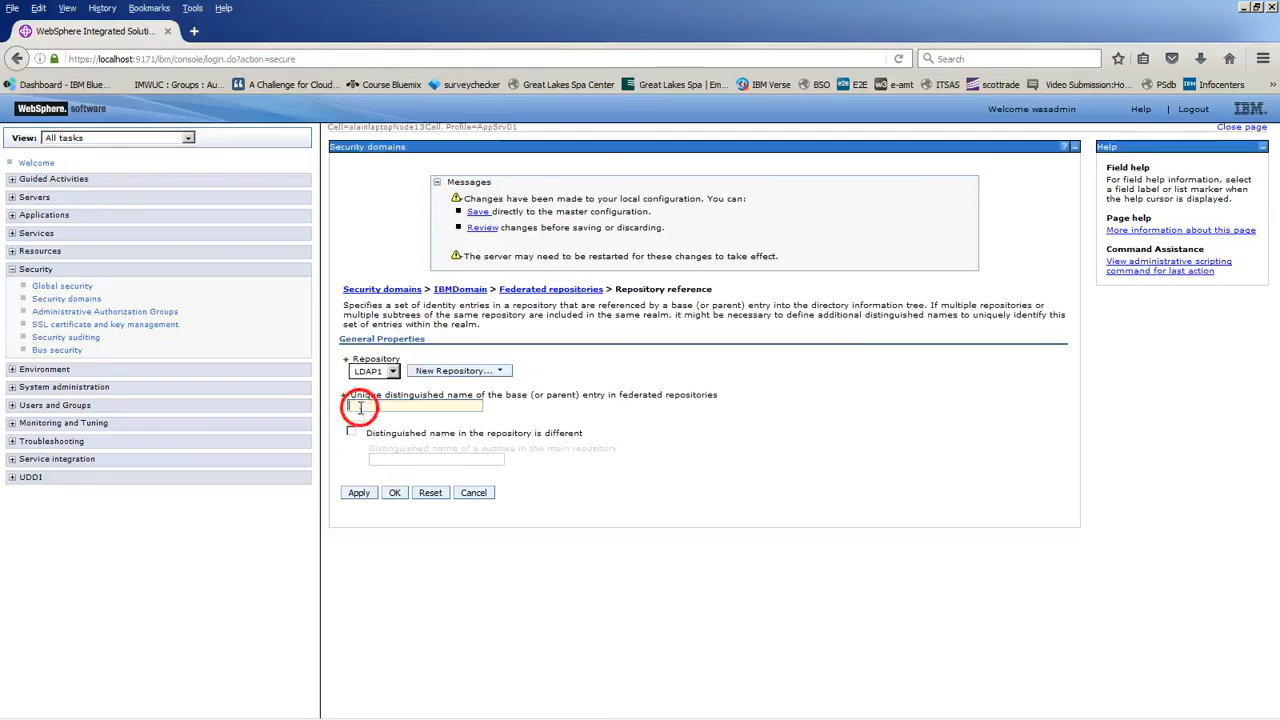 File Edit View History Bookmarks Tools Help
WebSphere Integrated Soluti...
https://localhost:9171/ibm/console/login.do?action=secure
Search
Dashboard - IBM Blue... IMWUC : Groups : Au... A Challenge for Cloud... Course Bluemix surveychecker Great Lakes Spa Center Great Lakes Spa | Em... IBM Verse BSO E2E e-amt ITSAS scottrade Video Submission:Ho... PSdb Infocenters
WebSphere. software
Welcome wasadmin Help Logout IBM
View: All tasks
Cell=alainlaptopNode13Cell, Profile=AppSrv01
Close page
Welcome
Guided Activities
Servers
Applications
Services
Resources
Security
Global security
Security domains
Administrative Authorization Groups
SSL certificate and key management
Security auditing
Bus security
Environment
System administration
Users and Groups
Monitoring and Tuning
Troubleshooting
Service integration
UDDI
Security domains
Messages
Changes have been made to your local configuration. You can:
Save directly to the master configuration.
Review changes before saving or discarding.
The server may need to be restarted for these changes to take effect.
Security domains > IBMDomain > Federated repositories > Repository reference
Specifies a set of identity entries in a repository that are referenced by a base (or parent) entry into the directory information tree. If multiple repositories or
multiple subtrees of the same repository are included in the same realm, it might be necessary to define additional distinguished names to uniquely identify this
set of entries within the realm.
General Properties
Repository
LDAP1 New Repository...
Unique distinguished name of the base (or parent) entry in federated repositories
Distinguished name in the repository is different
Distinguished name of a subtree in the main repository
Apply OK Reset Cancel
Help
Field help
For field help information, select
a field label or list marker when
the help cursor is displayed.
Page help
More information about this page
Command Assistance
View administrative scripting
command for last action